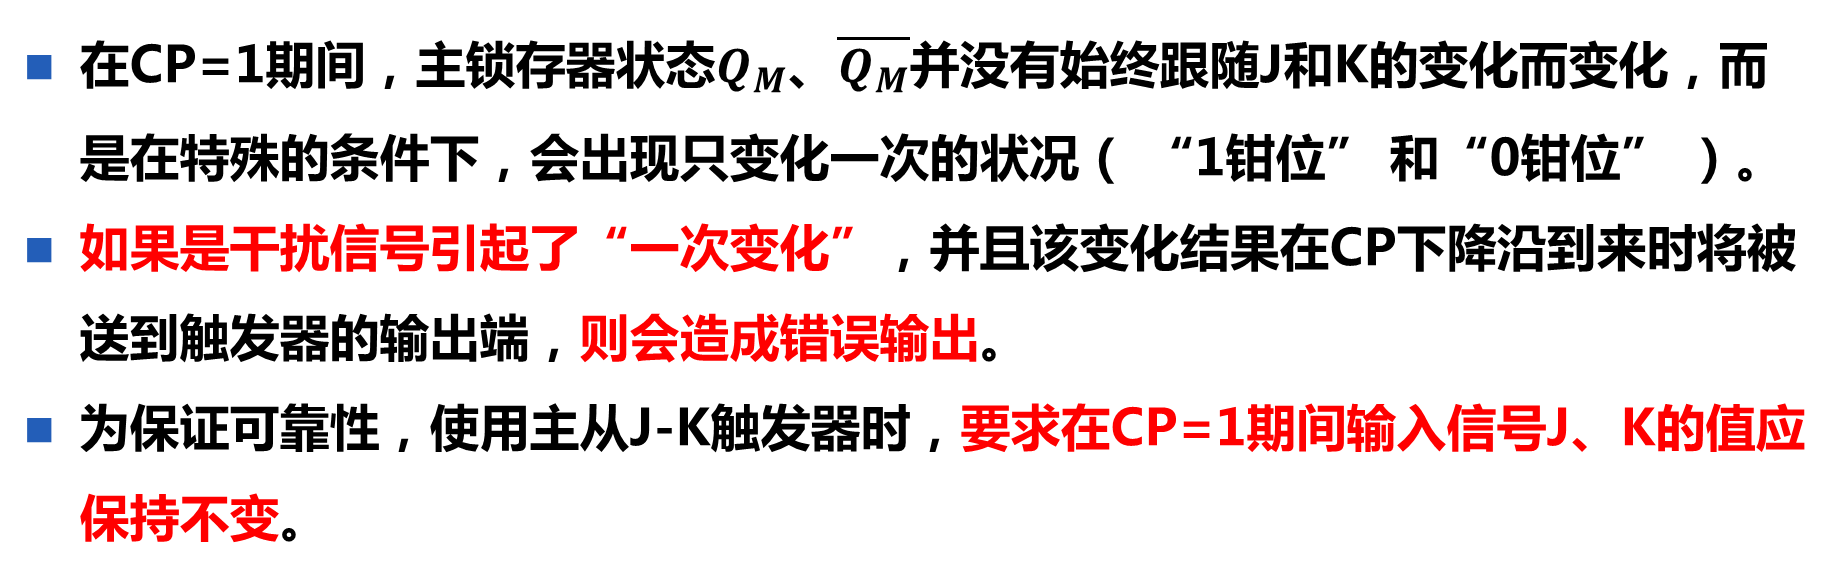 ■ 在CP=1期间，主锁存器状态Q_M、\overline{Q_M}并没有始终跟随J和K的变化而变化，而
是在特殊的条件下，会出现只变化一次的状况（ “1钳位” 和“0钳位” ）。
■ 如果是干扰信号引起了“一次变化”，并且该变化结果在CP下降沿到来时将被
送到触发器的输出端，则会造成错误输出。
■ 为保证可靠性，使用主从J-K触发器时，要求在CP=1期间输入信号J、K的值应
保持不变。